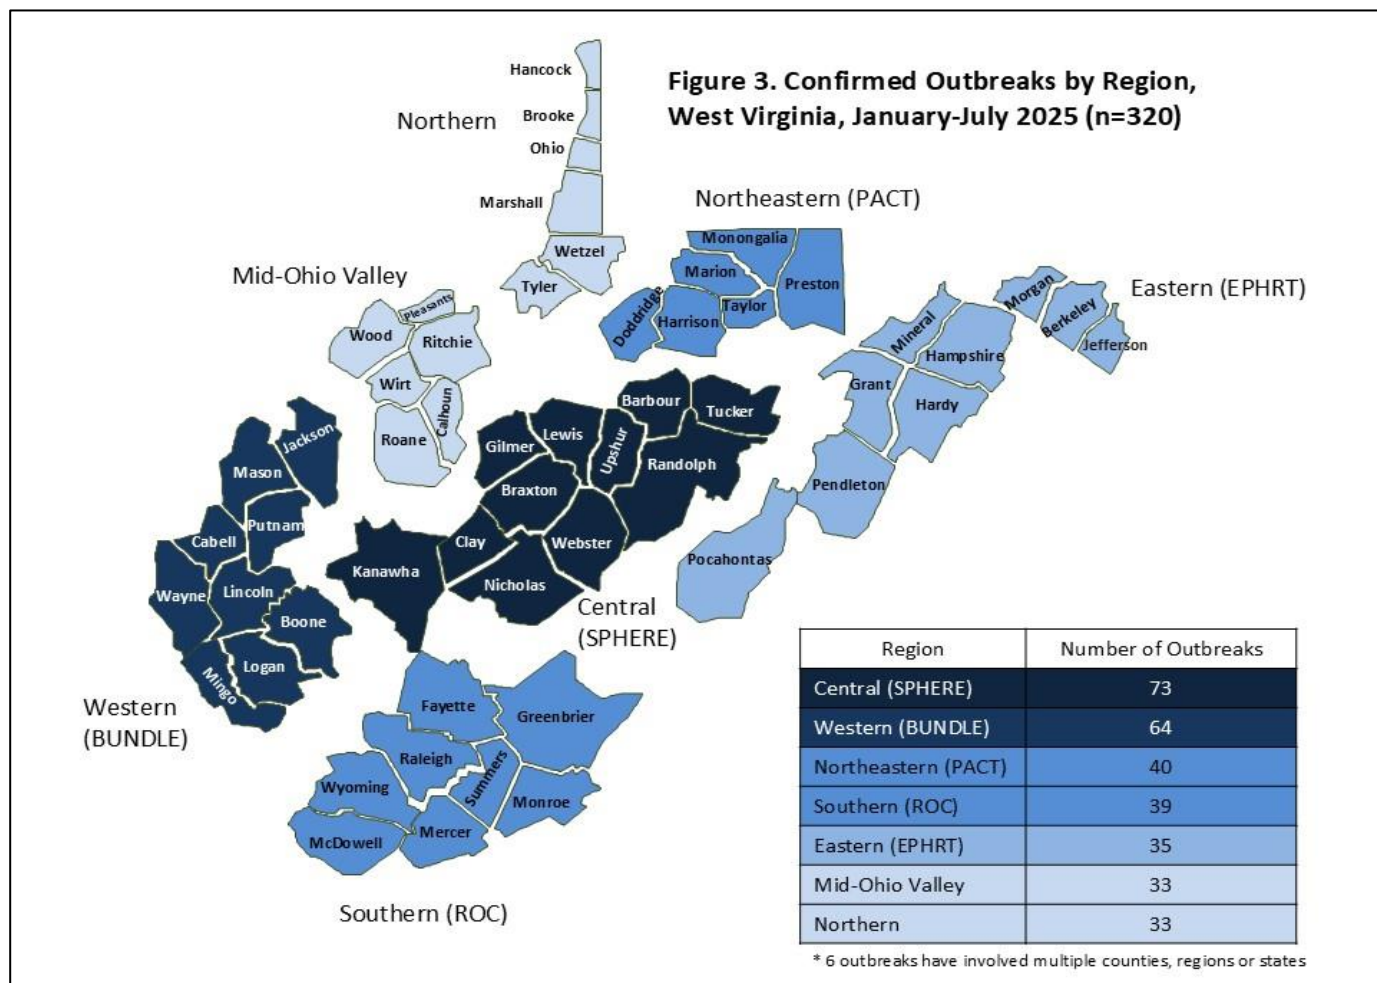 Figure 3. Confirmed Outbreaks by Region,
West Virginia, January-July 2025 (n=320)
Northern
Hancock
Brooke
Ohio
Marshall
Wetzel
Tyler
Northeastern (PACT)
Monongalia
Marion
Preston
Taylor
Doddridge
Harrison
Mid-Ohio Valley
Pleasants
Wood
Ritchie
Wirt
Calhoun
Roane
Eastern (EPHRT)
Morgan
Berkeley
Jefferson
Mineral
Hampshire
Grant
Hardy
Pendleton
Pocahontas
Barbour
Tucker
Lewis
Gilmer
Upshur
Randolph
Braxton
Clay
Webster
Kanawha
Nicholas
Central
(SPHERE)
Jackson
Mason
Putnam
Cabell
Wayne
Lincoln
Boone
Logan
Mingo
Western
(BUNDLE)
Fayette
Greenbrier
Raleigh
Summers
Wyoming
Monroe
Mercer
McDowell
Southern (ROC)
Region Number of Outbreaks
Central (SPHERE) 73
Western (BUNDLE) 64
Northeastern (PACT) 40
Southern (ROC) 39
Eastern (EPHRT) 35
Mid-Ohio Valley 33
Northern 33
* 6 outbreaks have involved multiple counties, regions or states